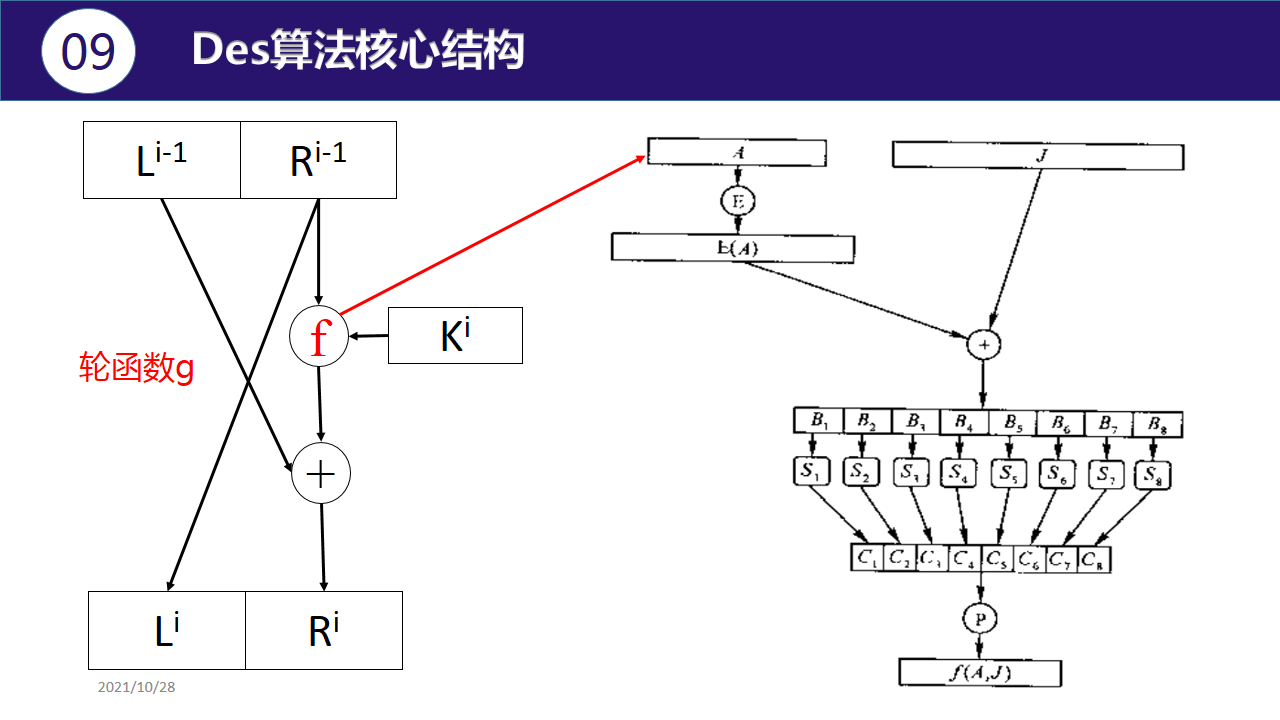 09
Des算法核心结构
L^{i-1} R^{i-1}
f
K^i
轮函数g
+
L^i R^i
2021/10/28
A
J
E
E(A)
+
B_1 B_2 B_3 B_4 B_5 B_6 B_7 B_8
S_1 S_2 S_3 S_4 S_5 S_6 S_7 S_8
C_1 C_2 C_3 C_4 C_5 C_6 C_7 C_8
P
f(A,J)